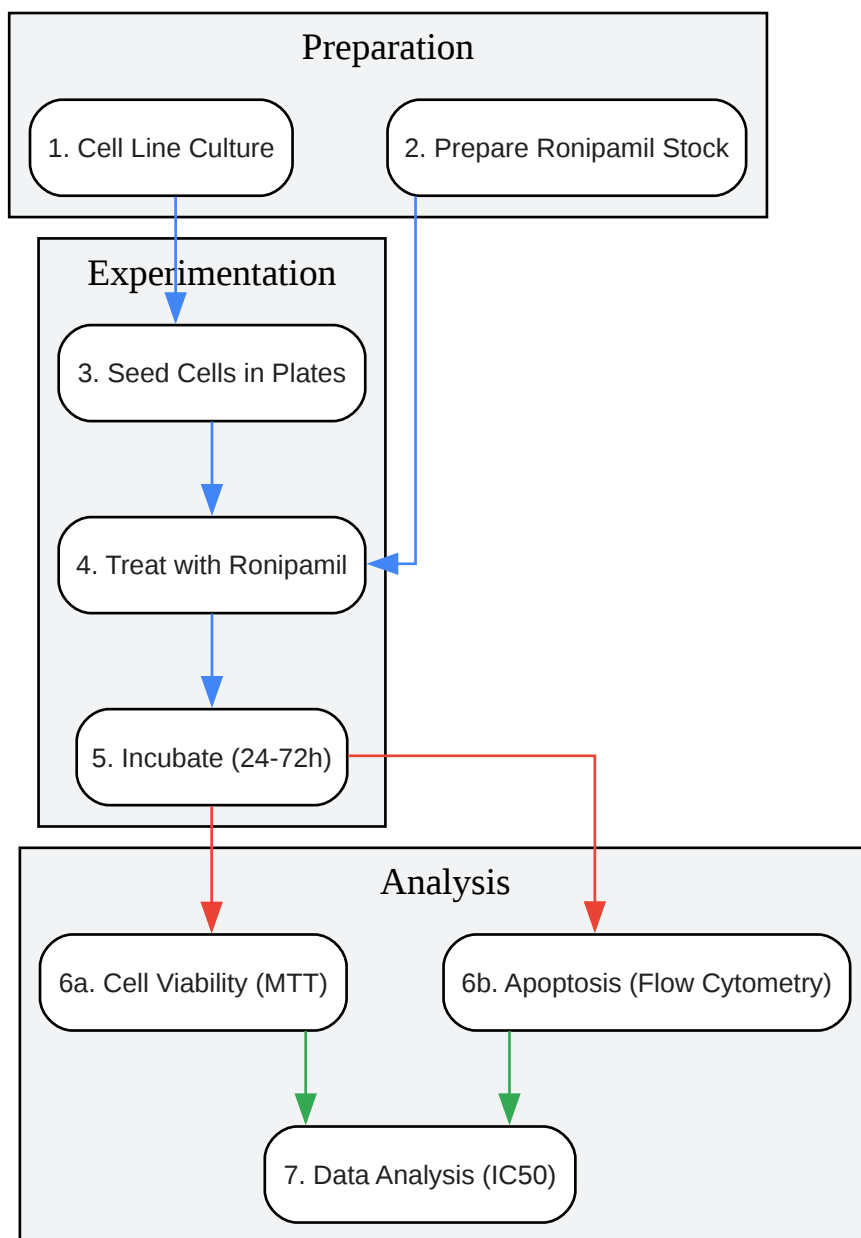 Preparation
1. Cell Line Culture
2. Prepare Ronipamil Stock
Experimentation
3. Seed Cells in Plates
4. Treat with Ronipamil
5. Incubate (24-72h)
Analysis
6a. Cell Viability (MTT)
6b. Apoptosis (Flow Cytometry)
7. Data Analysis (IC50)